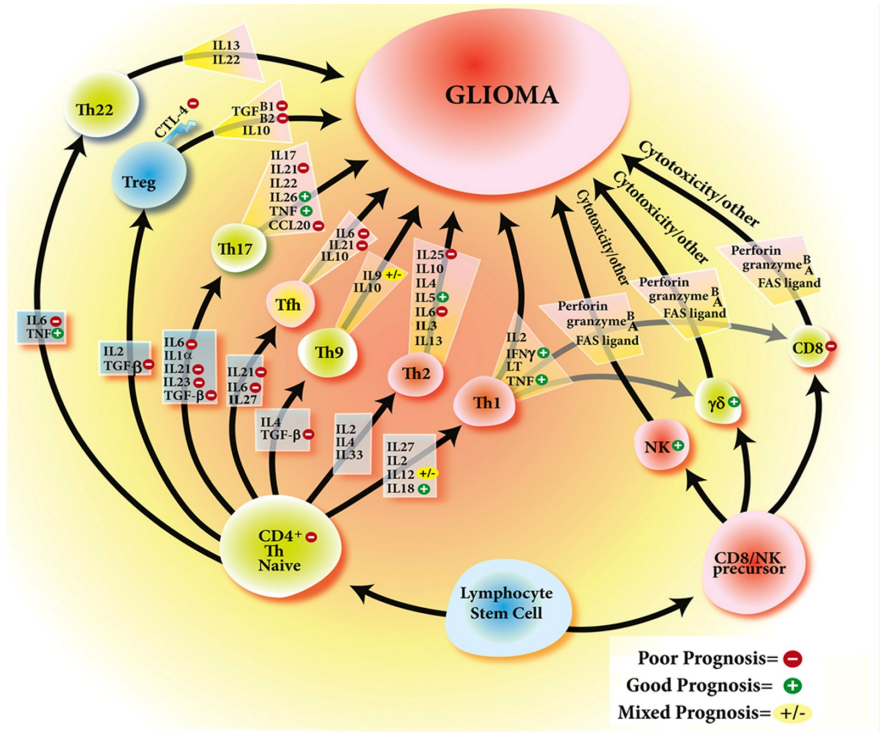 GLIOMA
IL13
IL22
Th22
CTL-4 −
TGF B1 −
B2 −
IL10
Treg
IL17
IL21 −
IL22
IL26 +
TNF +
CCL20 −
Th17
IL6 −
IL21 −
IL10
Tfh
IL9 +/-
IL10
Th9
IL25 −
IL10
IL4
IL5 +
IL6 −
IL3
IL13
Th2
IL2
IFNγ +
LT
TNF +
Th1
Cytotoxicity/other
Perforin
granzyme B
A
FAS ligand
NK +
Cytotoxicity/other
Perforin
granzyme B
A
FAS ligand
γδ +
Cytotoxicity/other
Perforin
granzyme B
A
FAS ligand
CD8 −
IL6 −
TNF +
IL2
TGFβ −
IL6 −
IL1α
IL21 −
IL23 −
TGF-β −
IL21 −
IL6 −
IL27
IL4
TGF-β −
IL2
IL4
IL33
IL27
IL2
IL12 +/-
IL18 +
CD4+ −
Th
Naive
Lymphocyte
Stem Cell
CD8/NK
precursor
Poor Prognosis= −
Good Prognosis= +
Mixed Prognosis= +/-